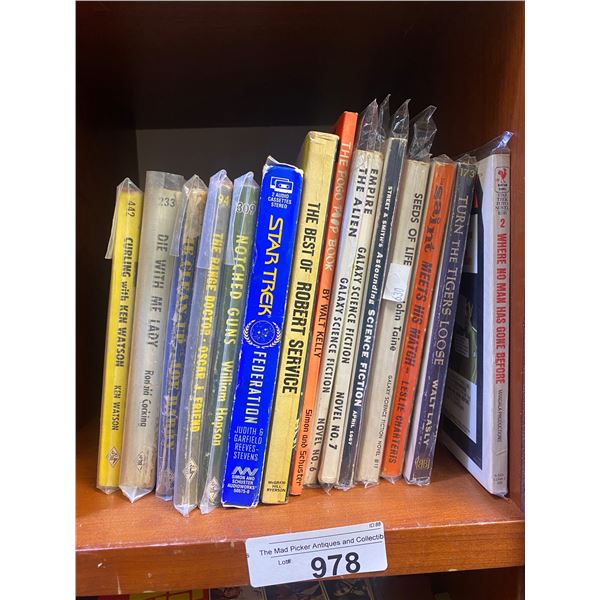 442
CURLING with KEN WATSON
KEN WATSON
233
DIE WITH ME LADY
Ronald Cocking
THE RANGE DOCTOR - OSCAR J. FRIEND
309
NOTCHED GUNS
William Hopson
2 AUDIO
CASSETTES
STEREO
STAR TREK
FEDERATION
JUDITH &
GARFIELD
REEVES-
STEVENS
SIMON AND
SCHUSTER
AUDIOWORKS
THE BEST OF ROBERT SERVICE
McGRAW-
HILL
RYERSON
THE POGO
BOOK
BY WALT KELLY
Simon and Schuster
EMPIRE
GALAXY SCIENCE FICTION
NOVEL No. 6
THE ALIEN
GALAXY SCIENCE FICTION
NOVEL NO. 7
STREET & SMITH'S Astounding SCIENCE FICTION
APRIL
SEEDS OF LIFE
John Taine
GALAXY SCIENCE FICTION NOVEL
Saint
MEETS HIS MATCH - LESLIE CHARTERIS
173
TURN THE TIGERS LOOSE
WALT LASLY
2
WHERE NO MAN HAS GONE BEFORE
MANDALA PRODUCTIONS
The Mad Picker Antiques and Collectib
Lot#:
978